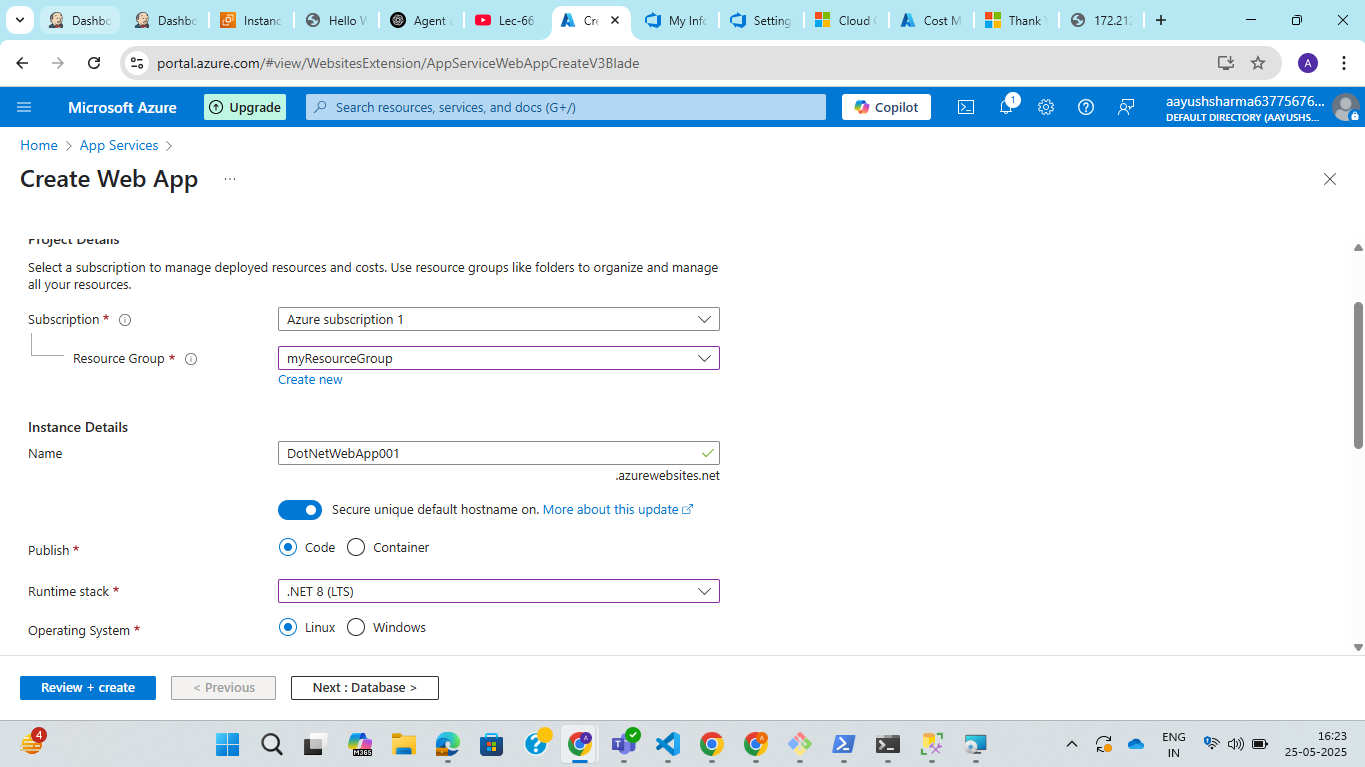 Dashbo
Dashbo
Instanc
Hello W
Agent a
Lec-66
Cre
My Info
Setting
Cloud C
Cost M
Thank Y
172.212
portal.azure.com/#view/WebsitesExtension/AppServiceWebAppCreateV3Blade
A
Microsoft Azure
Upgrade
Search resources, services, and docs (G+/)
Copilot
1
aayushsharma63775676...
DEFAULT DIRECTORY (AAYUSHS...
Home > App Services >
Create Web App ...
Project Details
Select a subscription to manage deployed resources and costs. Use resource groups like folders to organize and manage
all your resources.
Subscription *
Azure subscription 1
Resource Group *
myResourceGroup
Create new
Instance Details
Name
DotNetWebApp001
.azurewebsites.net
Secure unique default hostname on. More about this update
Publish *
Code
Container
Runtime stack *
.NET 8 (LTS)
Operating System *
Linux
Windows
Review + create
< Previous
Next : Database >
4
M365
ENG
IN
16:23
25-05-2025